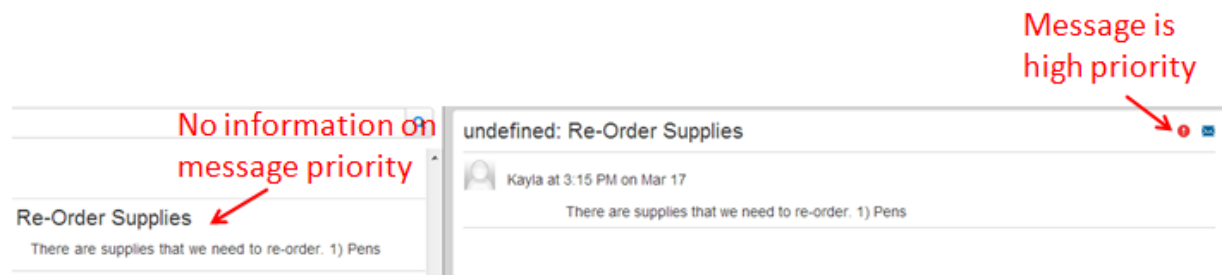 Message is
high priority
No information on
message priority
undefined: Re-Order Supplies
Kayla at 3:15 PM on Mar 17
There are supplies that we need to re-order. 1) Pens
Re-Order Supplies
There are supplies that we need to re-order. 1) Pens